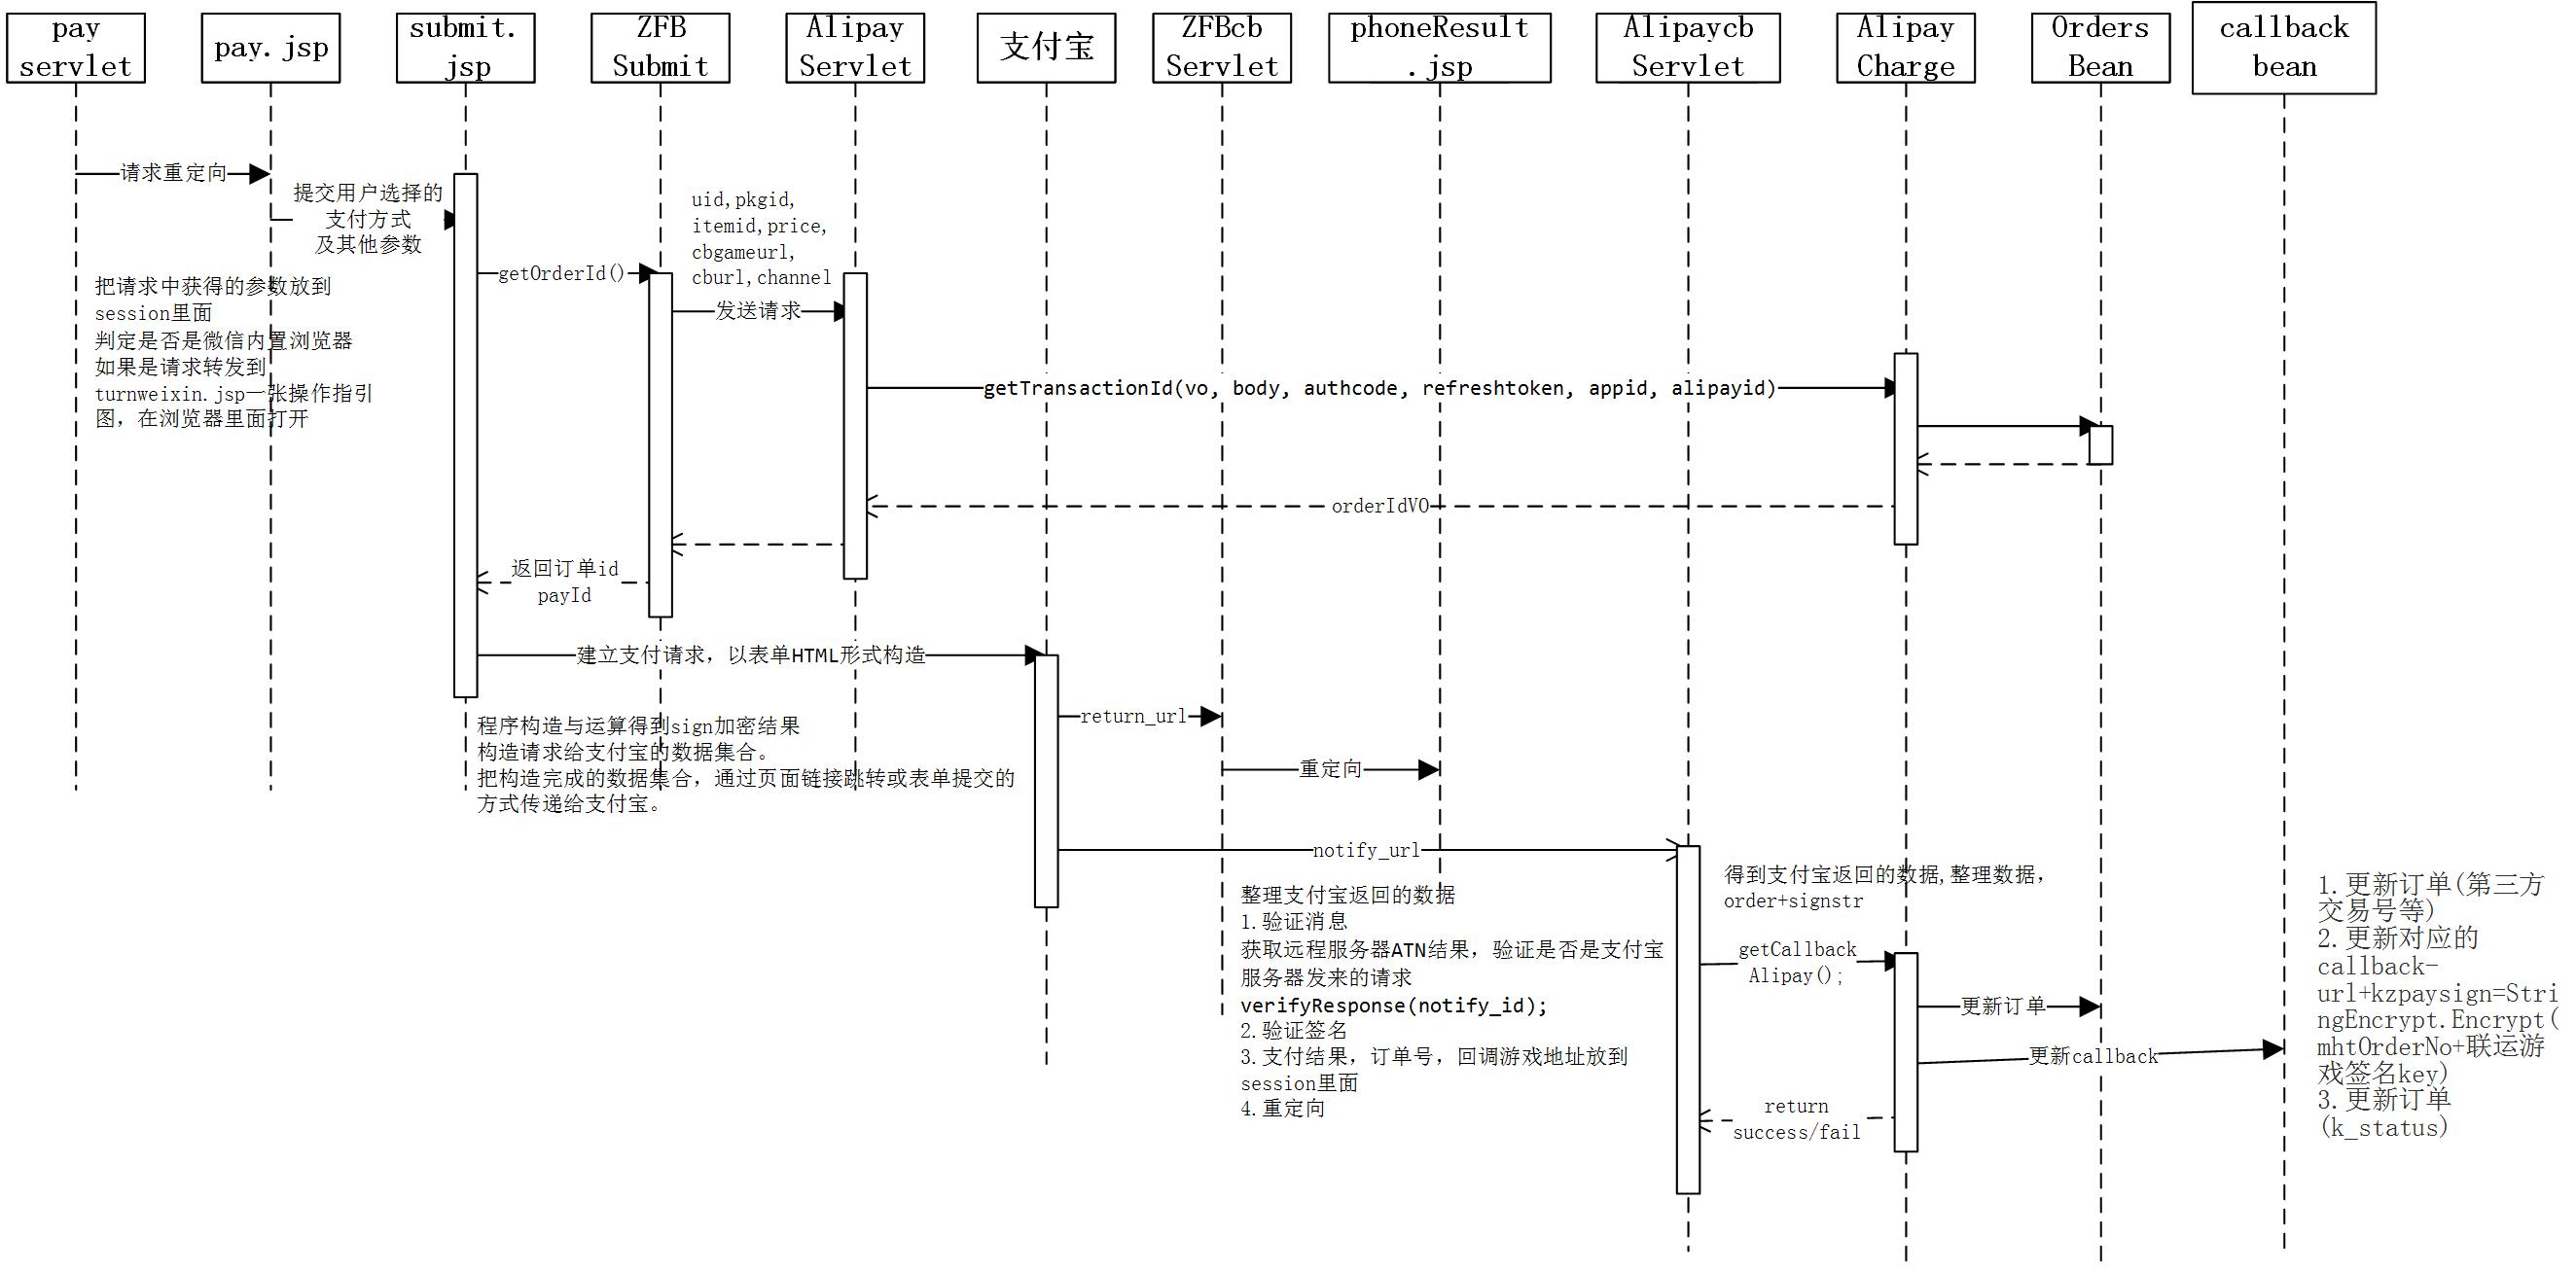 pay
servlet
pay.jsp
submit.
jsp
ZFB
Submit
Alipay
Servlet
支付宝
ZFBcb
Servlet
phoneResult
.jsp
Alipaycb
Servlet
Alipay
Charge
Orders
Bean
callback
bean
请求重定向
提交用户选择的
支付方式
及其他参数
uid,pkgid,
itemid,price,
cbgameurl,
cburl,channel
getOrderId()
发送请求
把请求中获得的参数放到
session里面
判定是否是微信内置浏览器
如果是请求转发到
turnweixin.jsp一张操作指引
图，在浏览器里面打开
getTransactionId(vo, body, authcode, refreshtoken, appid, alipayid)
orderIdVO
返回订单id
payId
建立支付请求，以表单HTML形式构造
程序构造与运算得到sign加密结果
构造请求给支付宝的数据集合。
把构造完成的数据集合，通过页面链接跳转或表单提交的
方式传递给支付宝。
return_url
重定向
notify_url
整理支付宝返回的数据
1.验证消息
获取远程服务器ATN结果，验证是否是支付宝
服务器发来的请求
verifyResponse(notify_id);
2.验证签名
3.支付结果，订单号，回调游戏地址放到
session里面
4.重定向
得到支付宝返回的数据,整理数据，
order+signstr
getCallback
Alipay();
更新订单
更新callback
return
success/fail
1.更新订单(第三方
交易号等)
2.更新对应的
callback-
url+kzpaysign=Stri
ngEncrypt.Encrypt(
mhtOrderNo+联运游
戏签名key)
3.更新订单
(k_status)